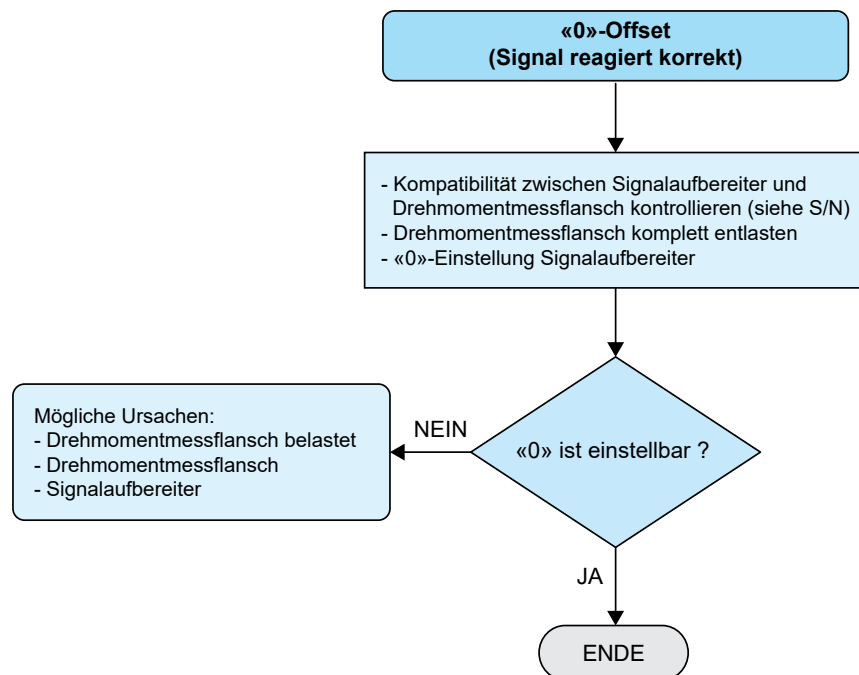 «0»-Offset
(Signal reagiert korrekt)
- Kompatibilität zwischen Signalaufbereiter und
Drehmomentmessflansch kontrollieren (siehe S/N)
- Drehmomentmessflansch komplett entlasten
- «0»-Einstellung Signalaufbereiter
«0» ist einstellbar ?
NEIN
Mögliche Ursachen:
- Drehmomentmessflansch belastet
- Drehmomentmessflansch
- Signalaufbereiter
JA
ENDE